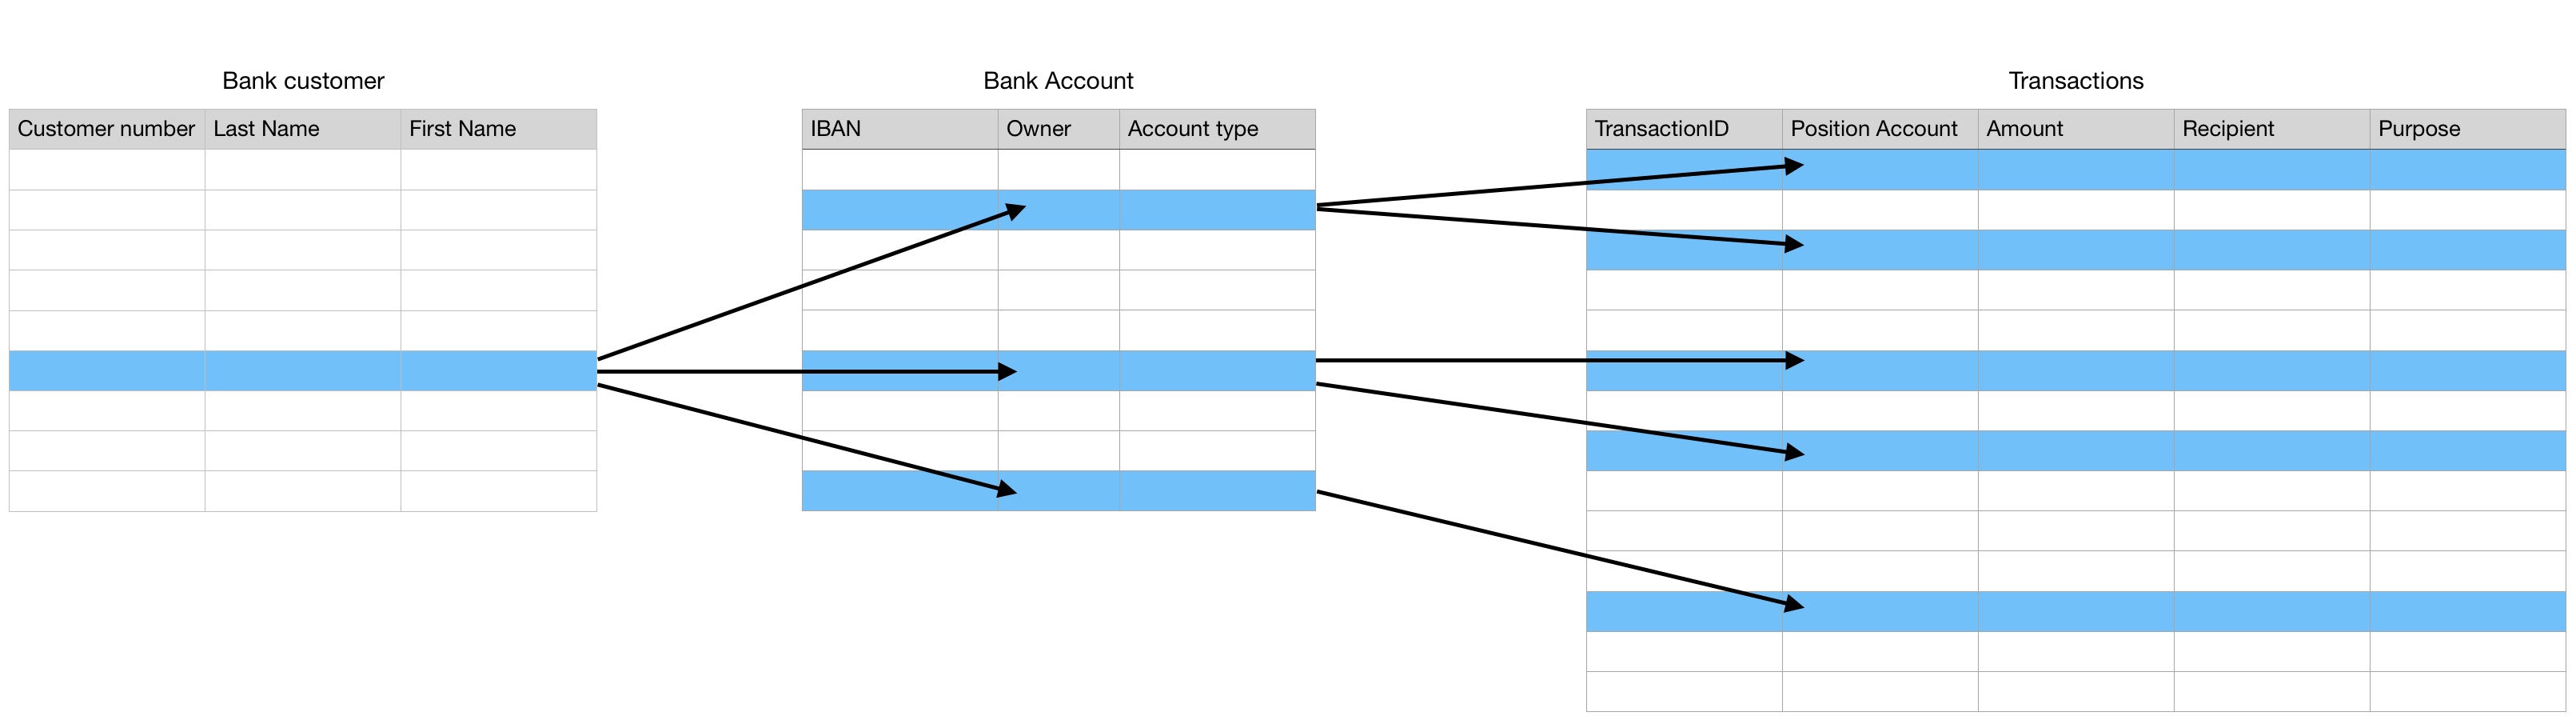 Bank customer
Customer number Last Name First Name
Bank Account
IBAN Owner Account type
Transactions
TransactionID Position Account Amount Recipient Purpose